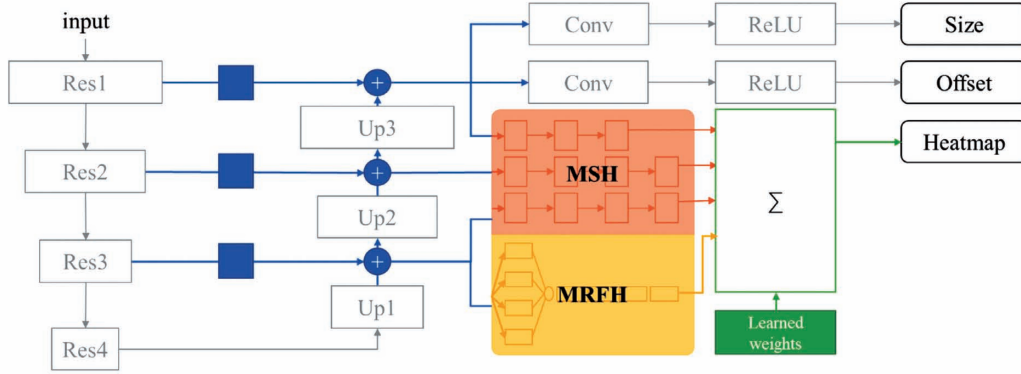 input
Conv
ReLU
Size
Res1
+
Conv
ReLU
Offset
Up3
Heatmap
Res2
+
MSH
Σ
Up2
Res3
+
MRFH
Up1
Res4
Learned
weights